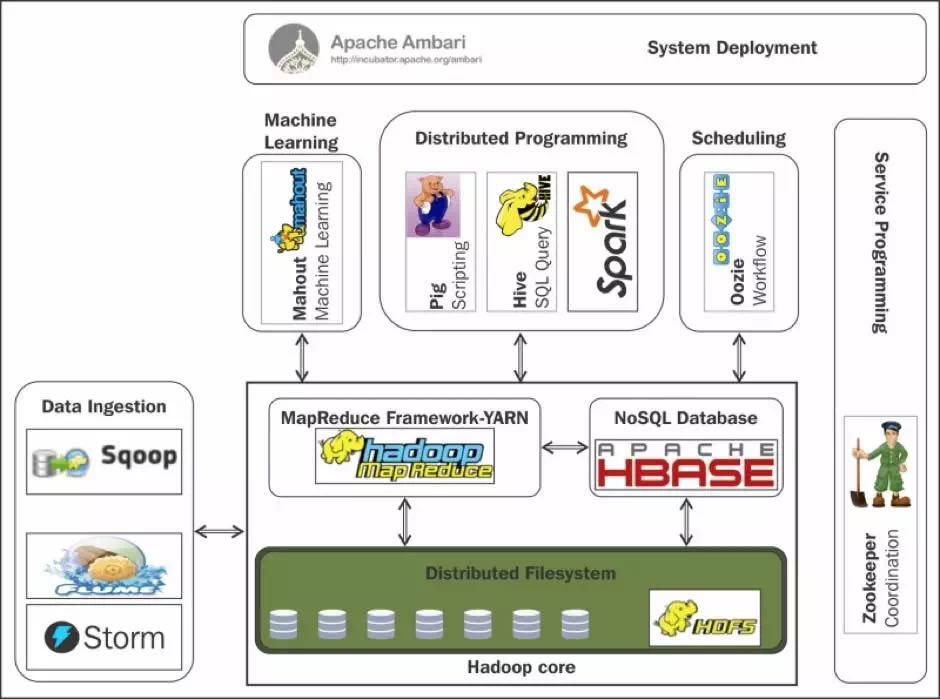 Apache Ambari
http://incubator.apache.org/ambari
System Deployment
Machine
Learning
mahout
Mahout
Machine Learning
Distributed Programming
Pig
Scripting
HIVE
Hive
SQL Query
Spark
Scheduling
OOZIE
Oozie
Workflow
Service Programming
Zookeeper
Coordination
Data Ingestion
Sqoop
FLUME
Storm
MapReduce Framework-YARN
hadoop
Map Reduce
NoSQL Database
APACHE
HBASE
Distributed Filesystem
HDFS
Hadoop core